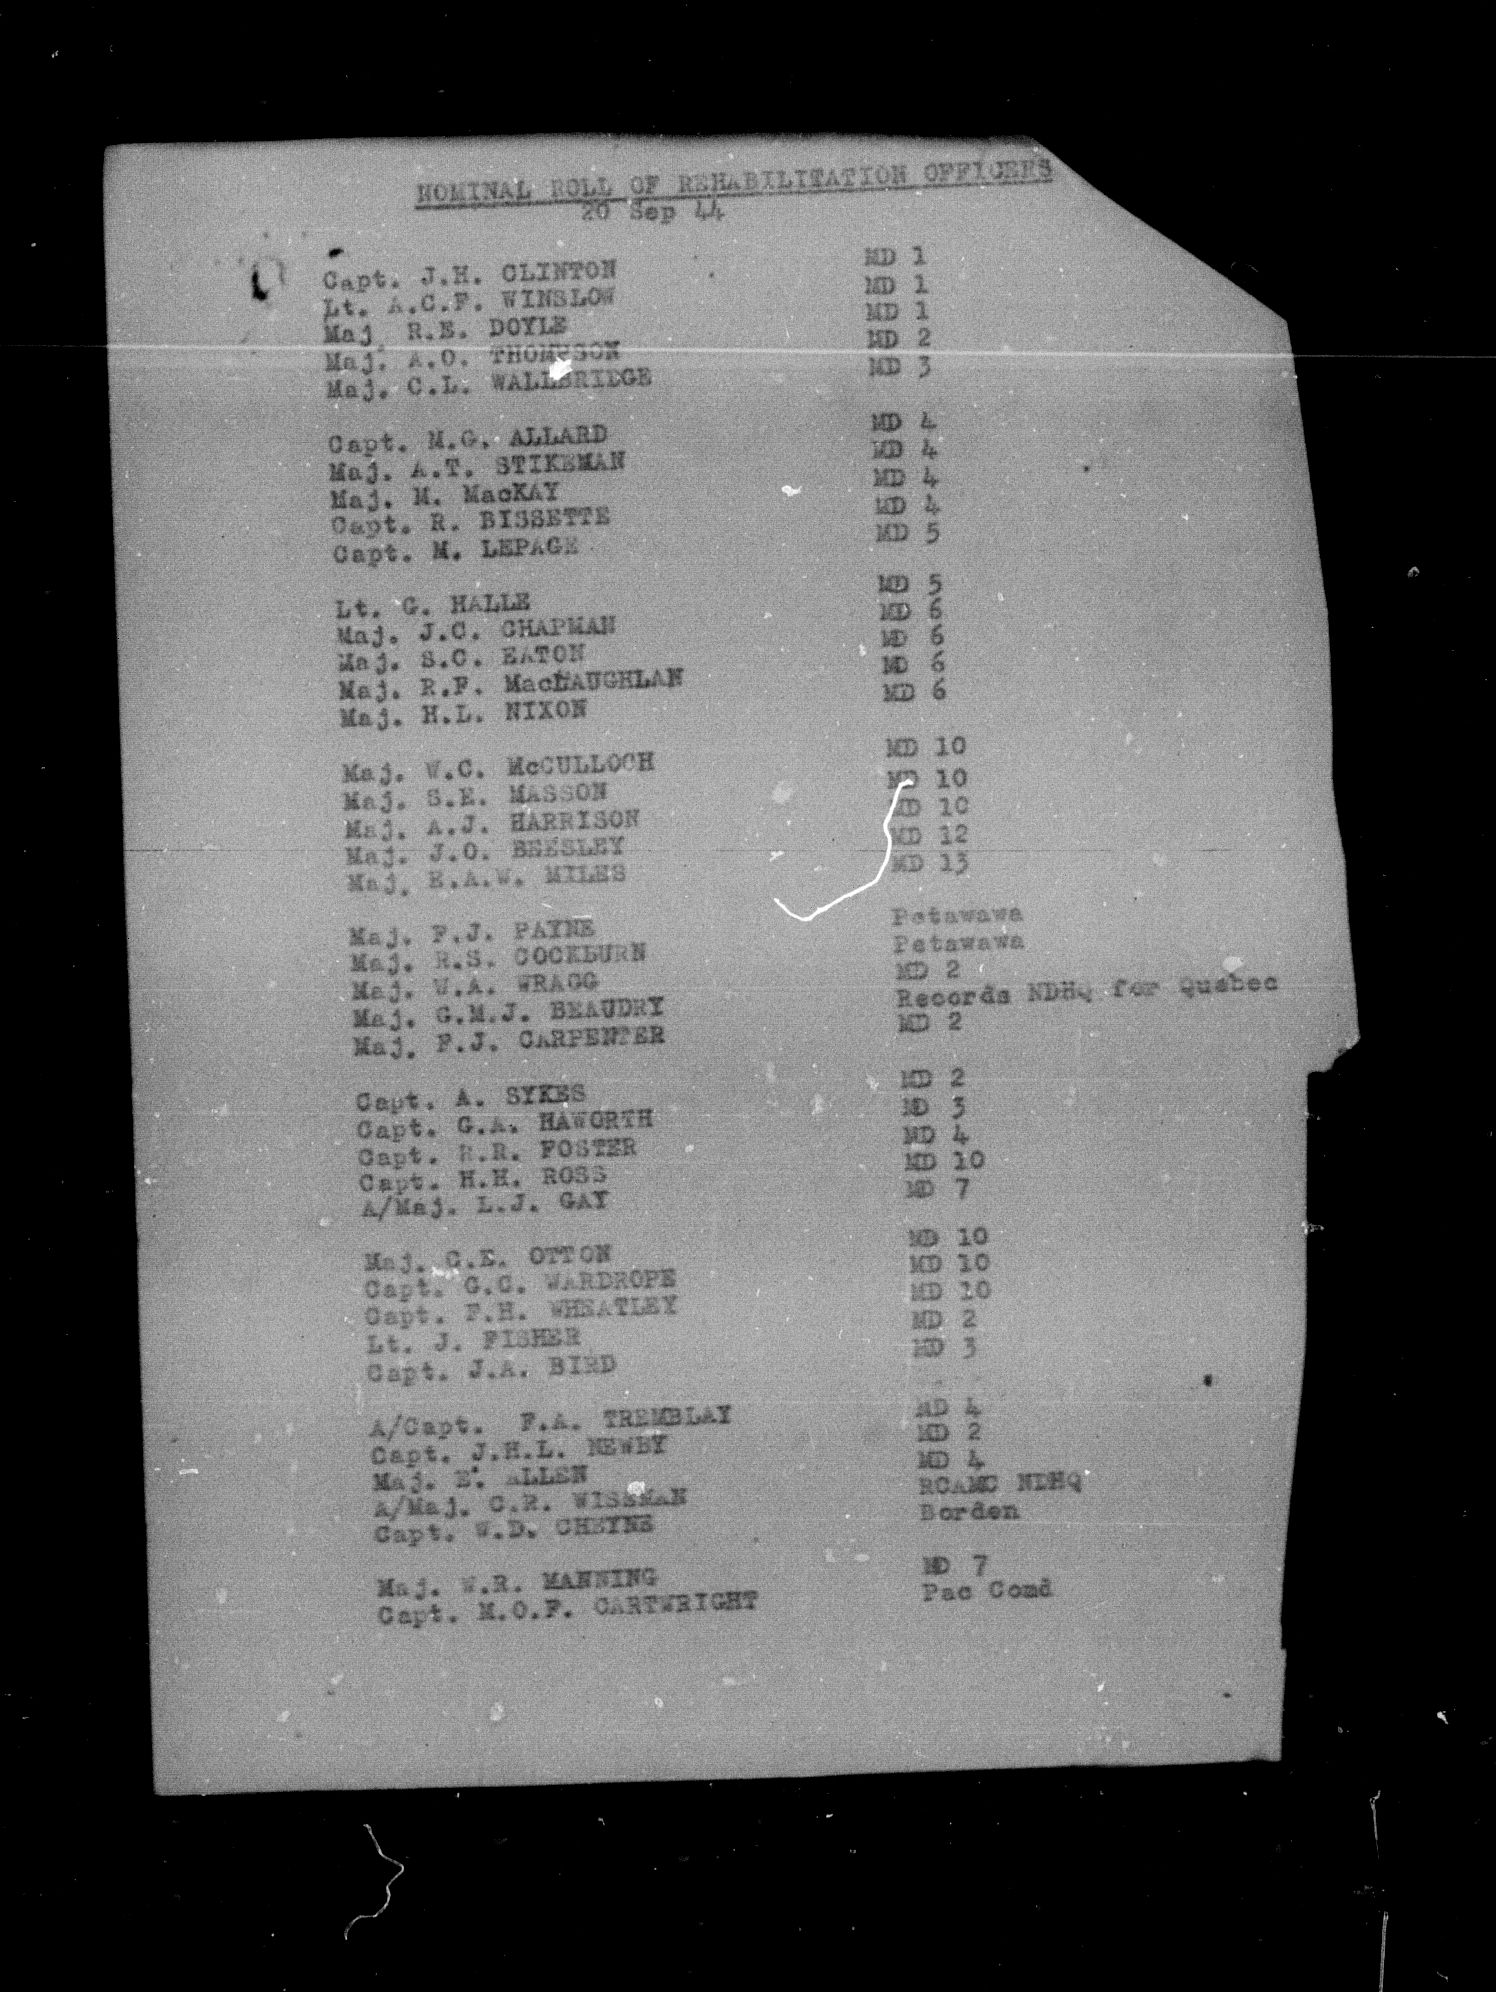 NOMINAL ROLL OF REHABILITATION OFFICERS
20 Sep 44
Capt. J.H. CLINTON MD 1
Lt. A.C.F. WINSLOW MD 1
Maj. R.E. DOYLE MD 1
Maj. A.O. THOMPSON MD 2
Maj. C.L. WALLBRIDGE MD 3
Capt. M.G. ALLARD MD 4
Maj. A.T. STIKEMAN MD 4
Maj. M. MacKAY MD 4
Capt. R. BISSETTE MD 4
Capt. M. LEPAGE MD 5
Lt. G. HALLE MD 5
Maj. J.C. CHAPMAN MD 6
Maj. S.C. EATON MD 6
Maj. R.F. MacLAUGHLAN MD 6
Maj. H.L. NIXON MD 6
Maj. W.C. McCULLOCH MD 10
Maj. S.E. MASSON MD 10
Maj. A.J. HARRISON MD 10
Maj. J.O. BEESLEY MD 12
Maj. E.A.W. MILES MD 13
Maj. F.J. PAYNE Petawawa
Maj. R.S. COCKBURN Petawawa
Maj. W.A. WRAGG MD 2
Maj. G.M.J. BEAUDRY Records NDHQ for Quebec
Maj. F.J. CARPENTER MD 2
Capt. A. SYKES MD 2
Capt. G.A. HAWORTH MD 3
Capt. R.R. FOSTER MD 4
Capt. H.H. ROSS MD 10
A/Maj. L.J. GAY MD 7
Maj. C.E. OTTON MD 10
Capt. G.C. WARDROPE MD 10
Capt. F.H. WHEATLEY MD 10
Lt. J. FISHER MD 2
Capt. J.A. BIRD MD 3
A/Capt. F.A. TREMBLAY MD 4
Capt. J.H.L. NEWBY MD 2
Maj. E. ALLEN MD 4
A/Maj. C.R. WISSMAN RCAMC NDHQ
Capt. W.D. CHEYNE Borden
Maj. W.R. MANNING MD 7
Capt. M.O.F. CARTWRIGHT Pac Comd